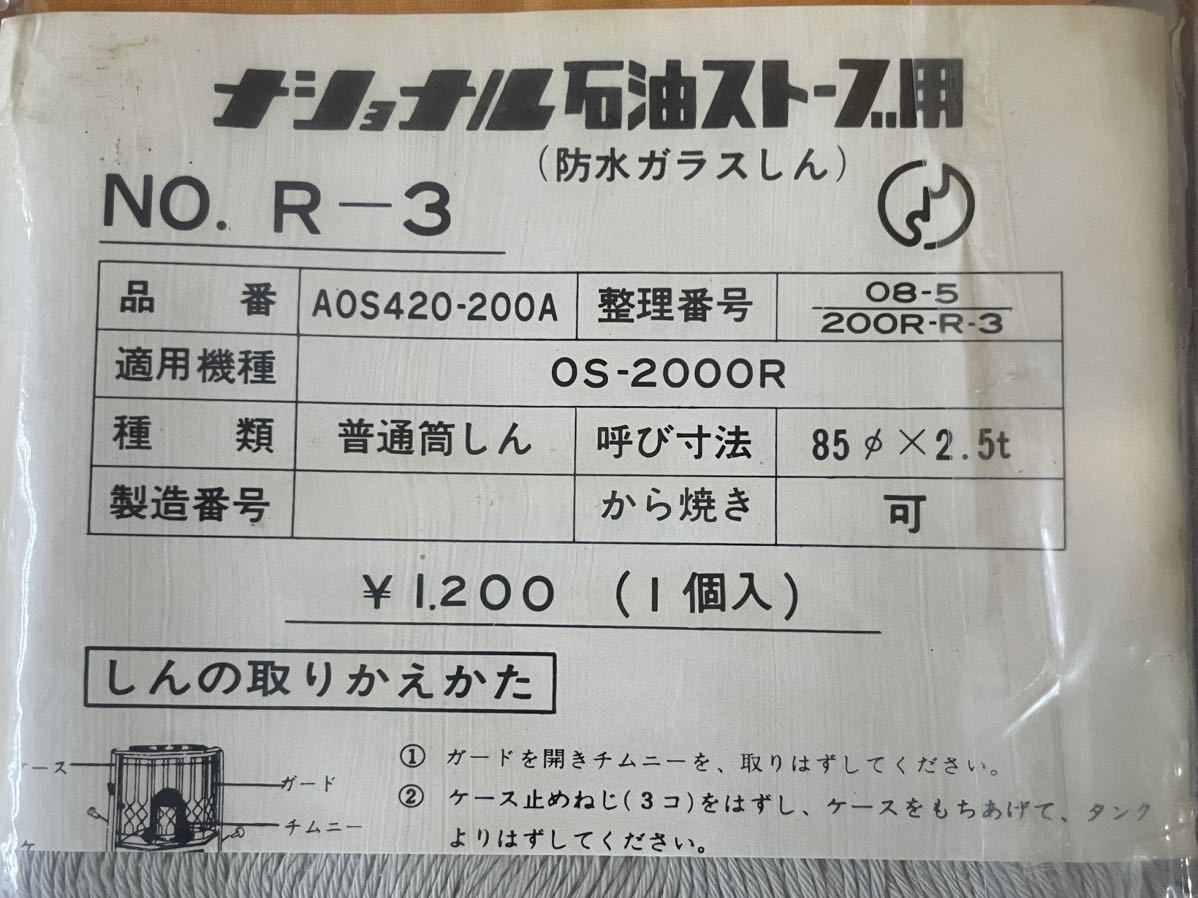 ナショナル石油ストーブ用
(防水ガラスしん)
NO. R-3
品番 AOS420-200A 整理番号 08-5
200R-R-3
適用機種 OS-2000R
種類 普通筒しん 呼び寸法 85φ×2.5t
製造番号 から焼き 可
¥1.200 (1個入)
しんの取りかえかた
ース
ガード
チムニー
① ガードを開きチムニーを、取りはずしてください。
② ケース止めねじ(3コ)をはずし、ケースをもちあげて、タンク
よりはずしてください。